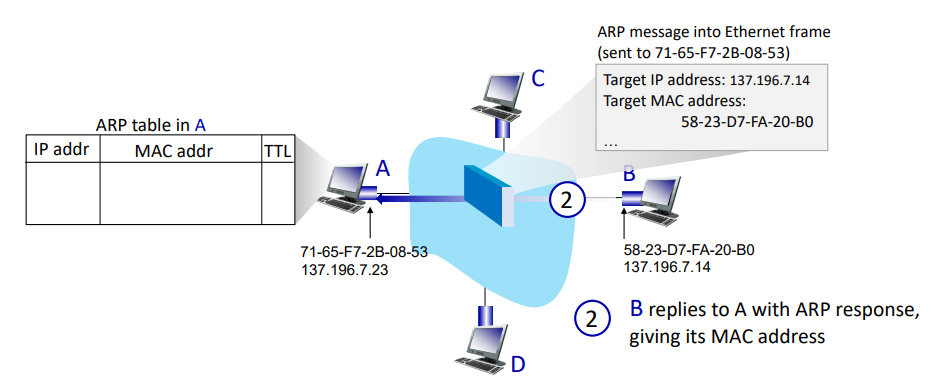 ARP message into Ethernet frame
(sent to 71-65-F7-2B-08-53)
Target IP address: 137.196.7.14
Target MAC address:
58-23-D7-FA-20-B0
...
C
ARP table in A
IP addr MAC addr TTL
A
B
2
71-65-F7-2B-08-53
137.196.7.23
58-23-D7-FA-20-B0
137.196.7.14
D
2
B replies to A with ARP response,
giving its MAC address